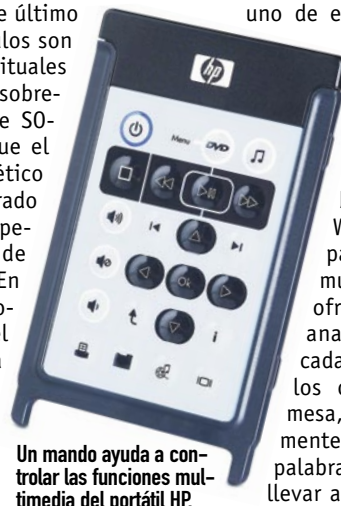 e último
los son
ituales
sobre-
e SO-
ue el
ético
rado
pe-
de
En
o-
ol
a
hp
Menu DVD
Ok
i
Un mando ayuda a con-
trolar las funciones mul-
timedia del portátil HP.
uno de e
W
pa
mu
ofr
ana
cada
los c
mesa,
mente
palabra
llevar a